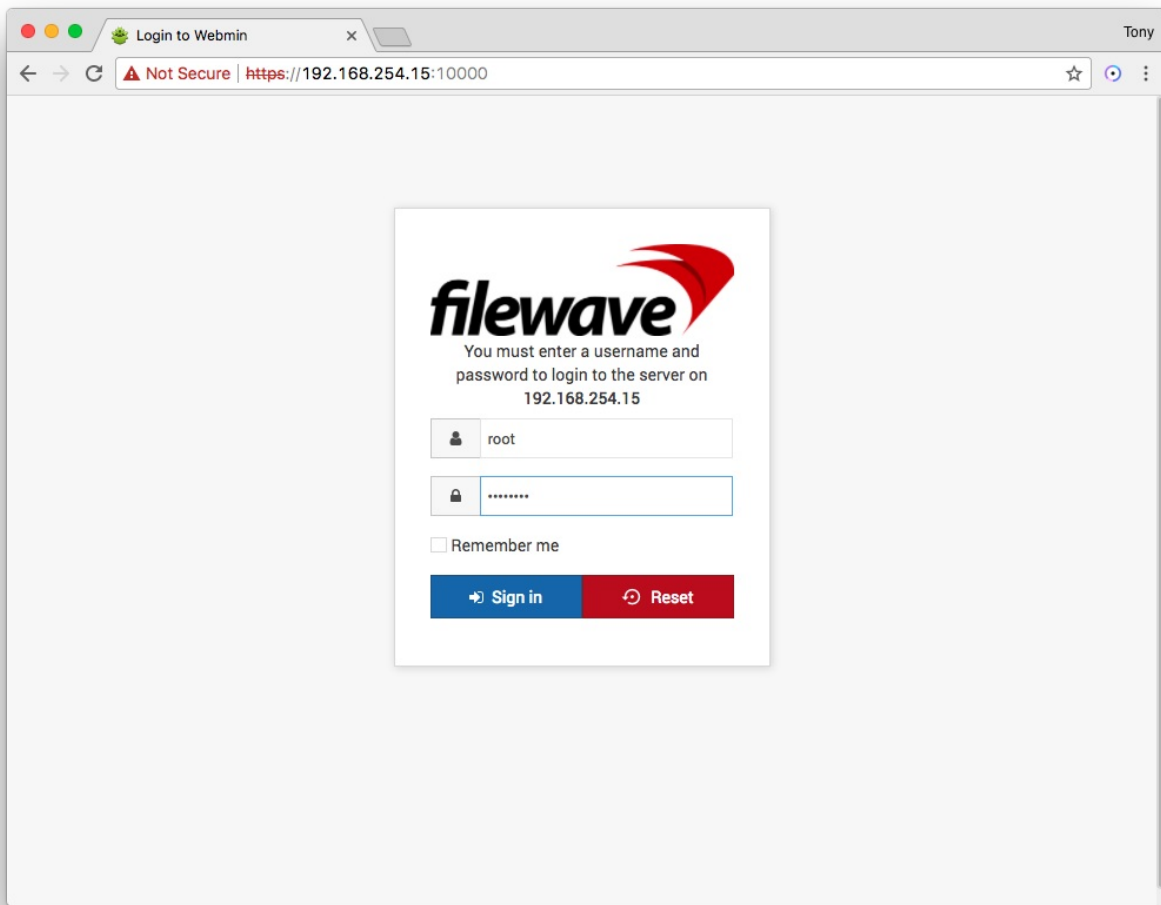 Login to Webmin
Tony
Not Secure | https://192.168.254.15:10000
filewave
You must enter a username and
password to login to the server on
192.168.254.15
root
••••••••
Remember me
Sign in Reset